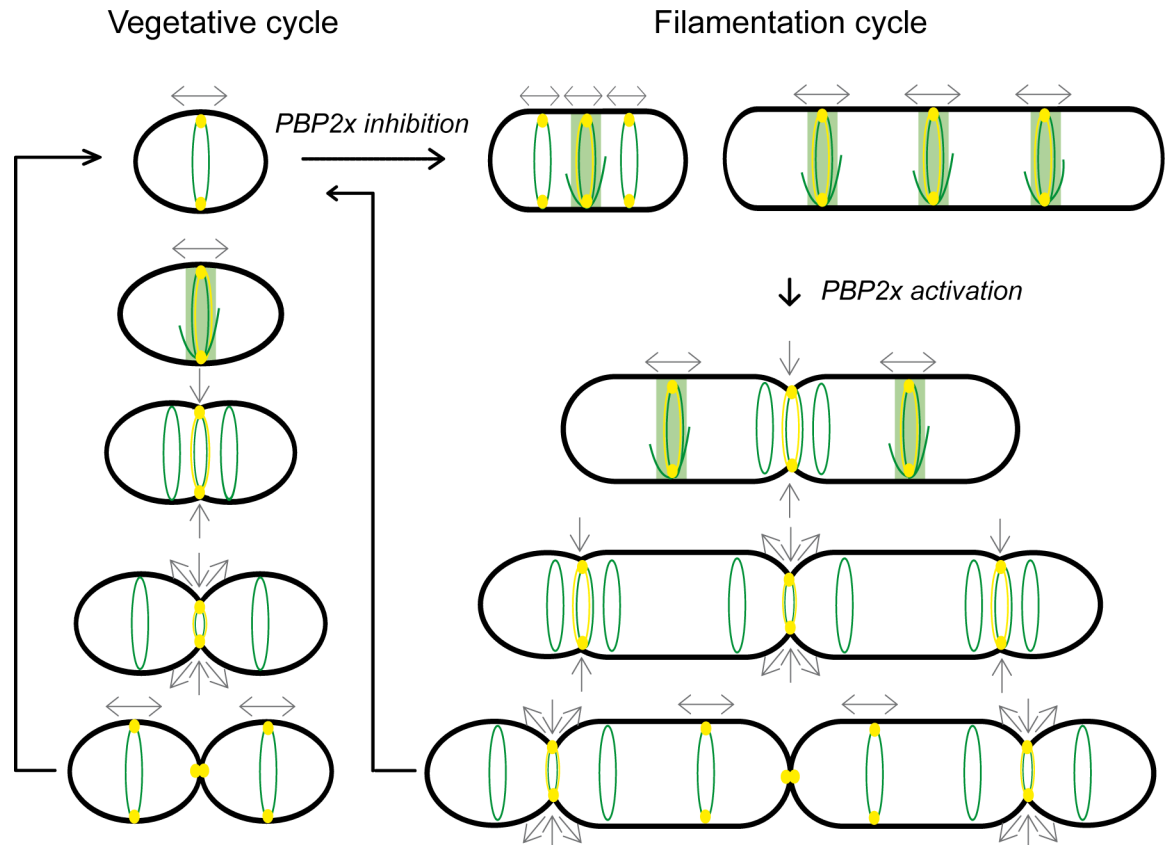 Vegetative cycle
Filamentation cycle
PBP2x inhibition
PBP2x activation